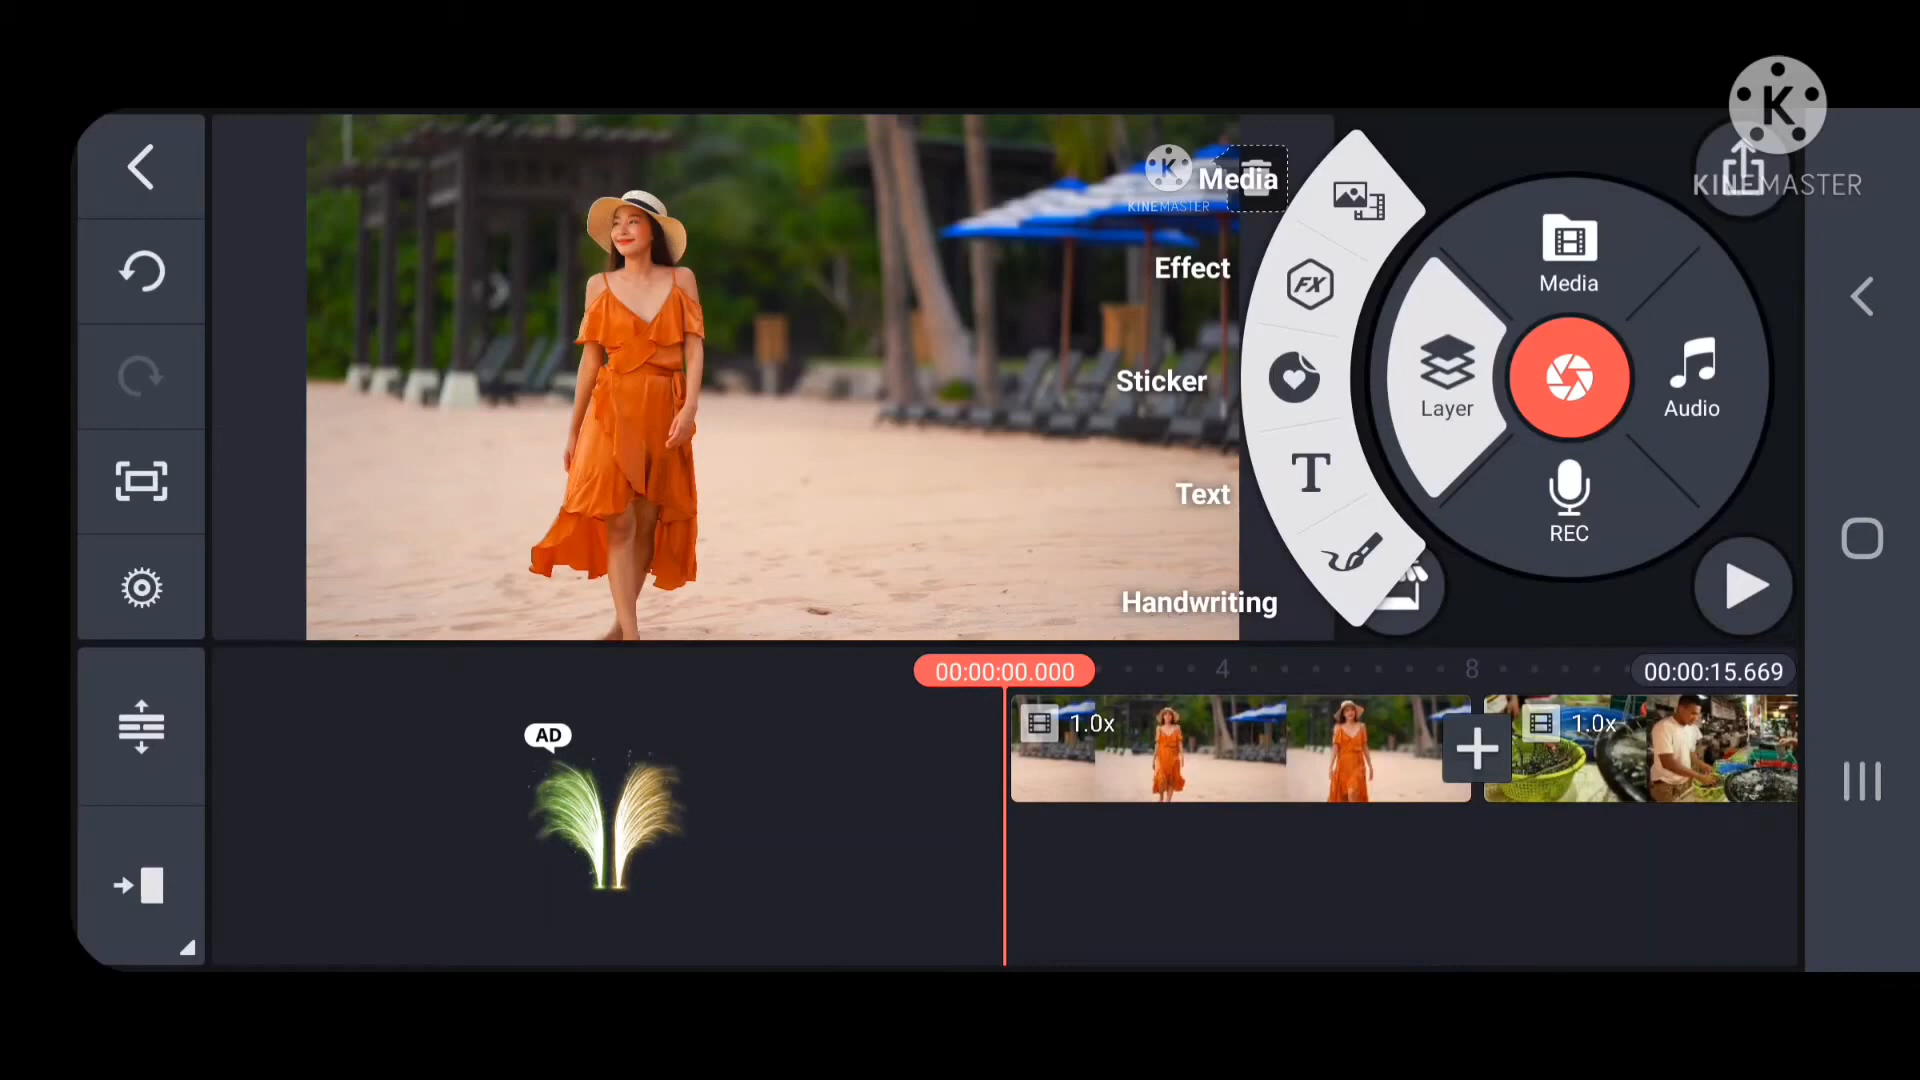 K
KINEMASTER
K
KINEMASTER
Media
Effect
FX
Sticker
T
Text
Handwriting
Media
Layer
Audio
REC
00:00:00.000
4
8
00:00:15.669
1.0x
1.0x
AD